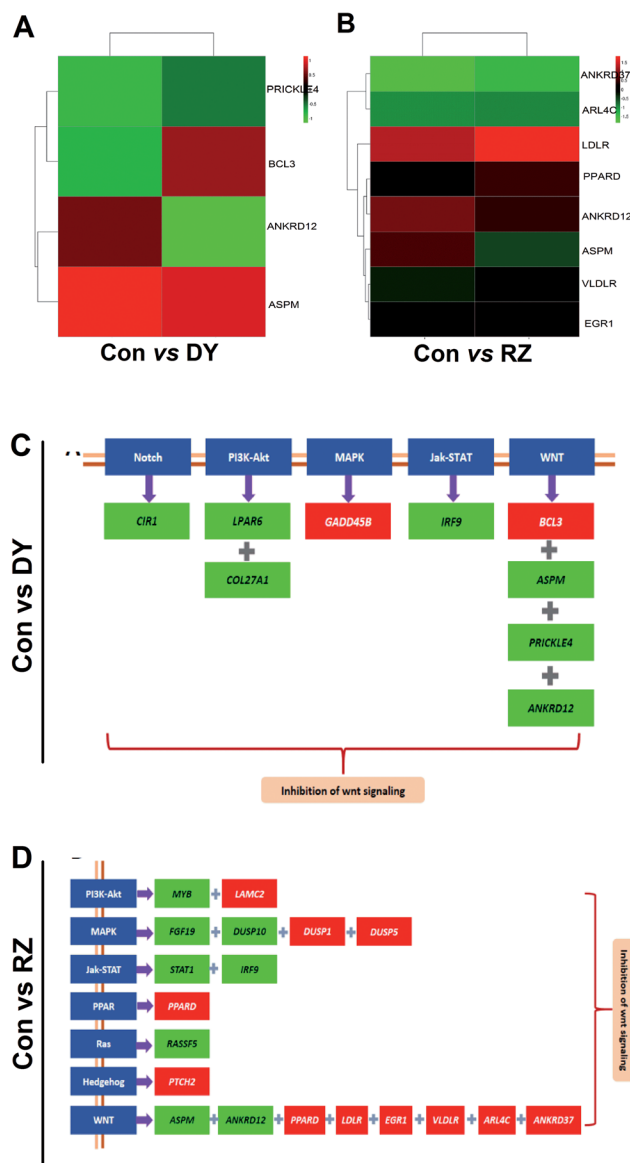 A
B
PRICKLE4
BCL3
ANKRD12
ASPM
Con vs DY
ANKRD37
ARL4C
LDLR
PPARD
ANKRD12
ASPM
VLDLR
EGR1
Con vs RZ
C
Con vs DY
Notch
PI3K-Akt
MAPK
Jak-STAT
WNT
CIR1
LPAR6
GADD45B
IRF9
BCL3
+
+
COL27A1
ASPM
+
PRICKLE4
+
ANKRD12
Inhibition of wnt signaling
D
Con vs RZ
PI3K-Akt
MYB + LAMC2
MAPK
FGF19 + DUSP10 + DUSP1 + DUSP5
Jak-STAT
STAT1 + IRF9
PPAR
PPARD
Ras
RASSF5
Hedgehog
PTCH2
WNT
ASPM + ANKRD12 + PPARD + LDLR + EGR1 + VLDLR + ARL4C + ANKRD37
Inhibition of wnt signaling